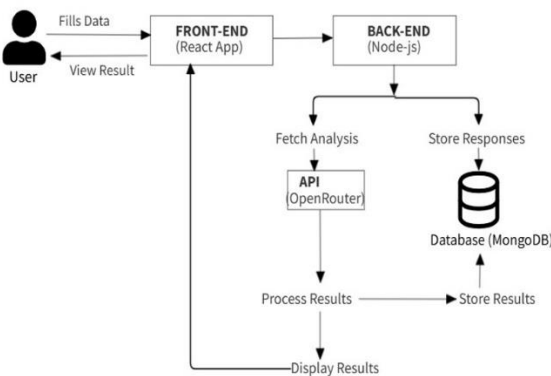 Fills Data
FRONT-END
(React App)
BACK-END
(Node-js)
View Result
User
Fetch Analysis
Store Responses
API
(OpenRouter)
Database (MongoDB)
Process Results
Store Results
Display Results